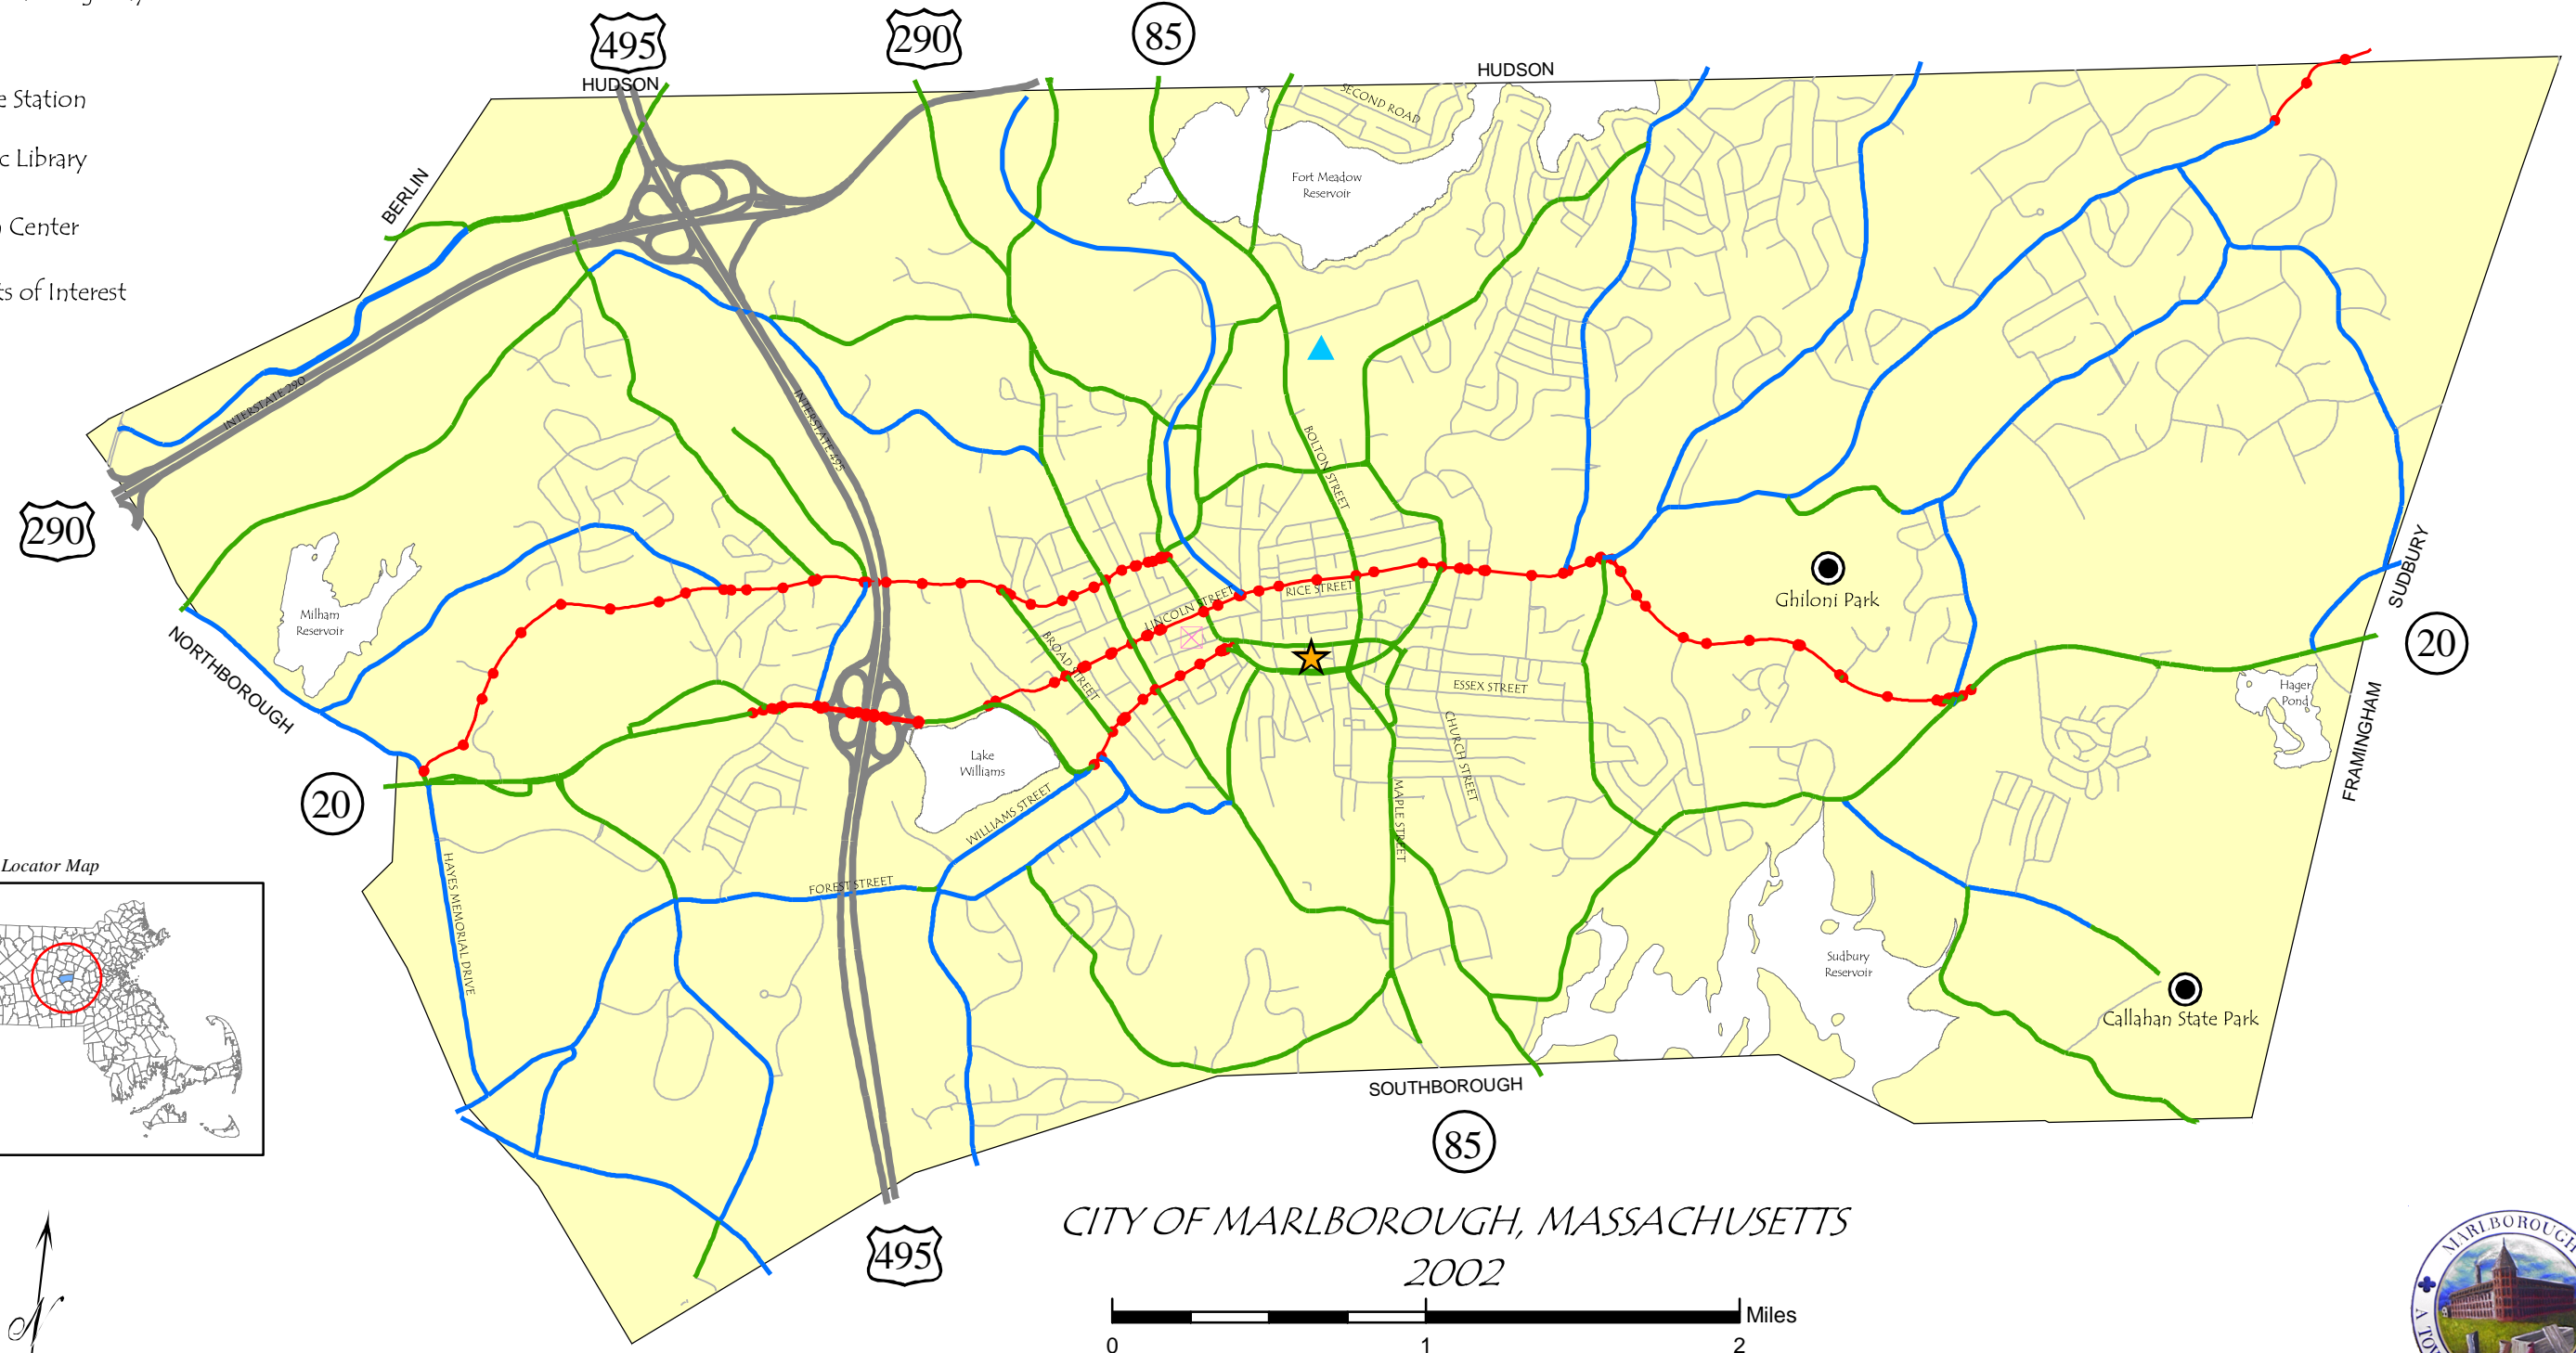 495
290
85
HUDSON
HUDSON
SECOND ROAD
Station
Library
Center
of Interest
BERLIN
Fort Meadow
Reservoir
INTERSTATE 290
INTERSTATE 495
BOLTON STREET
290
Milham
Reservoir
NORTHBOROUGH
LINCOLN STREET
RICE STREET
BROAD STREET
Ghiloni Park
SUDBURY
20
ESSEX STREET
CHURCH STREET
Hager
Pond
FRAMINGHAM
Lake
Williams
WILLIAMS STREET
MAPLE STREET
20
HAYES MEMORIAL DRIVE
FOREST STREET
Locator Map
Sudbury
Reservoir
Callahan State Park
SOUTHBOROUGH
85
495
CITY OF MARLBOROUGH, MASSACHUSETTS
2002
Miles
0 1 2
N
MARLBOROUGH
A